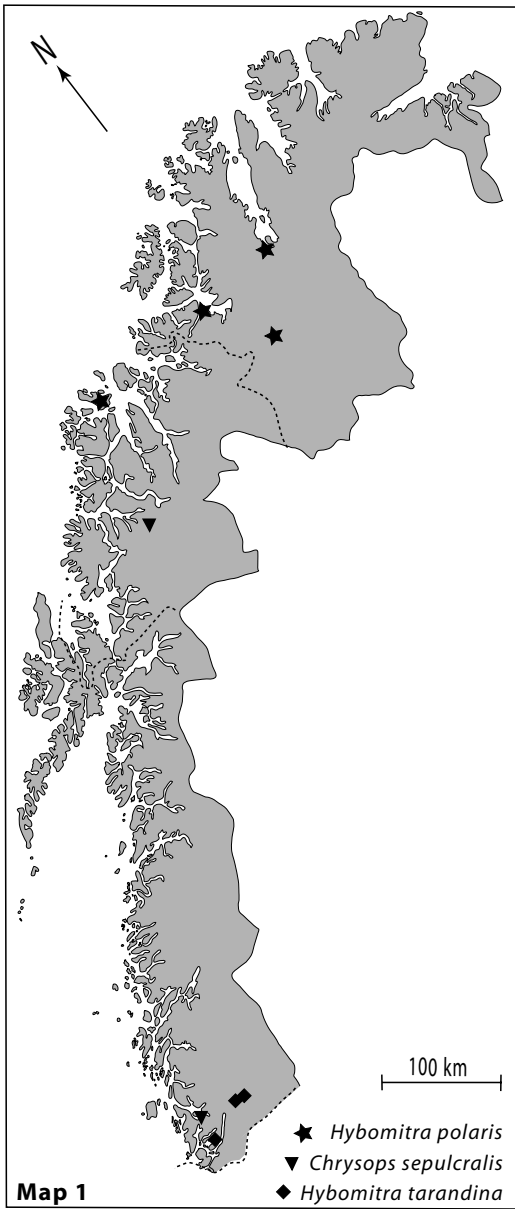 N
100 km
Hybomitra polaris
Chrysops sepulcralis
Hybomitra tarandina
Map 1